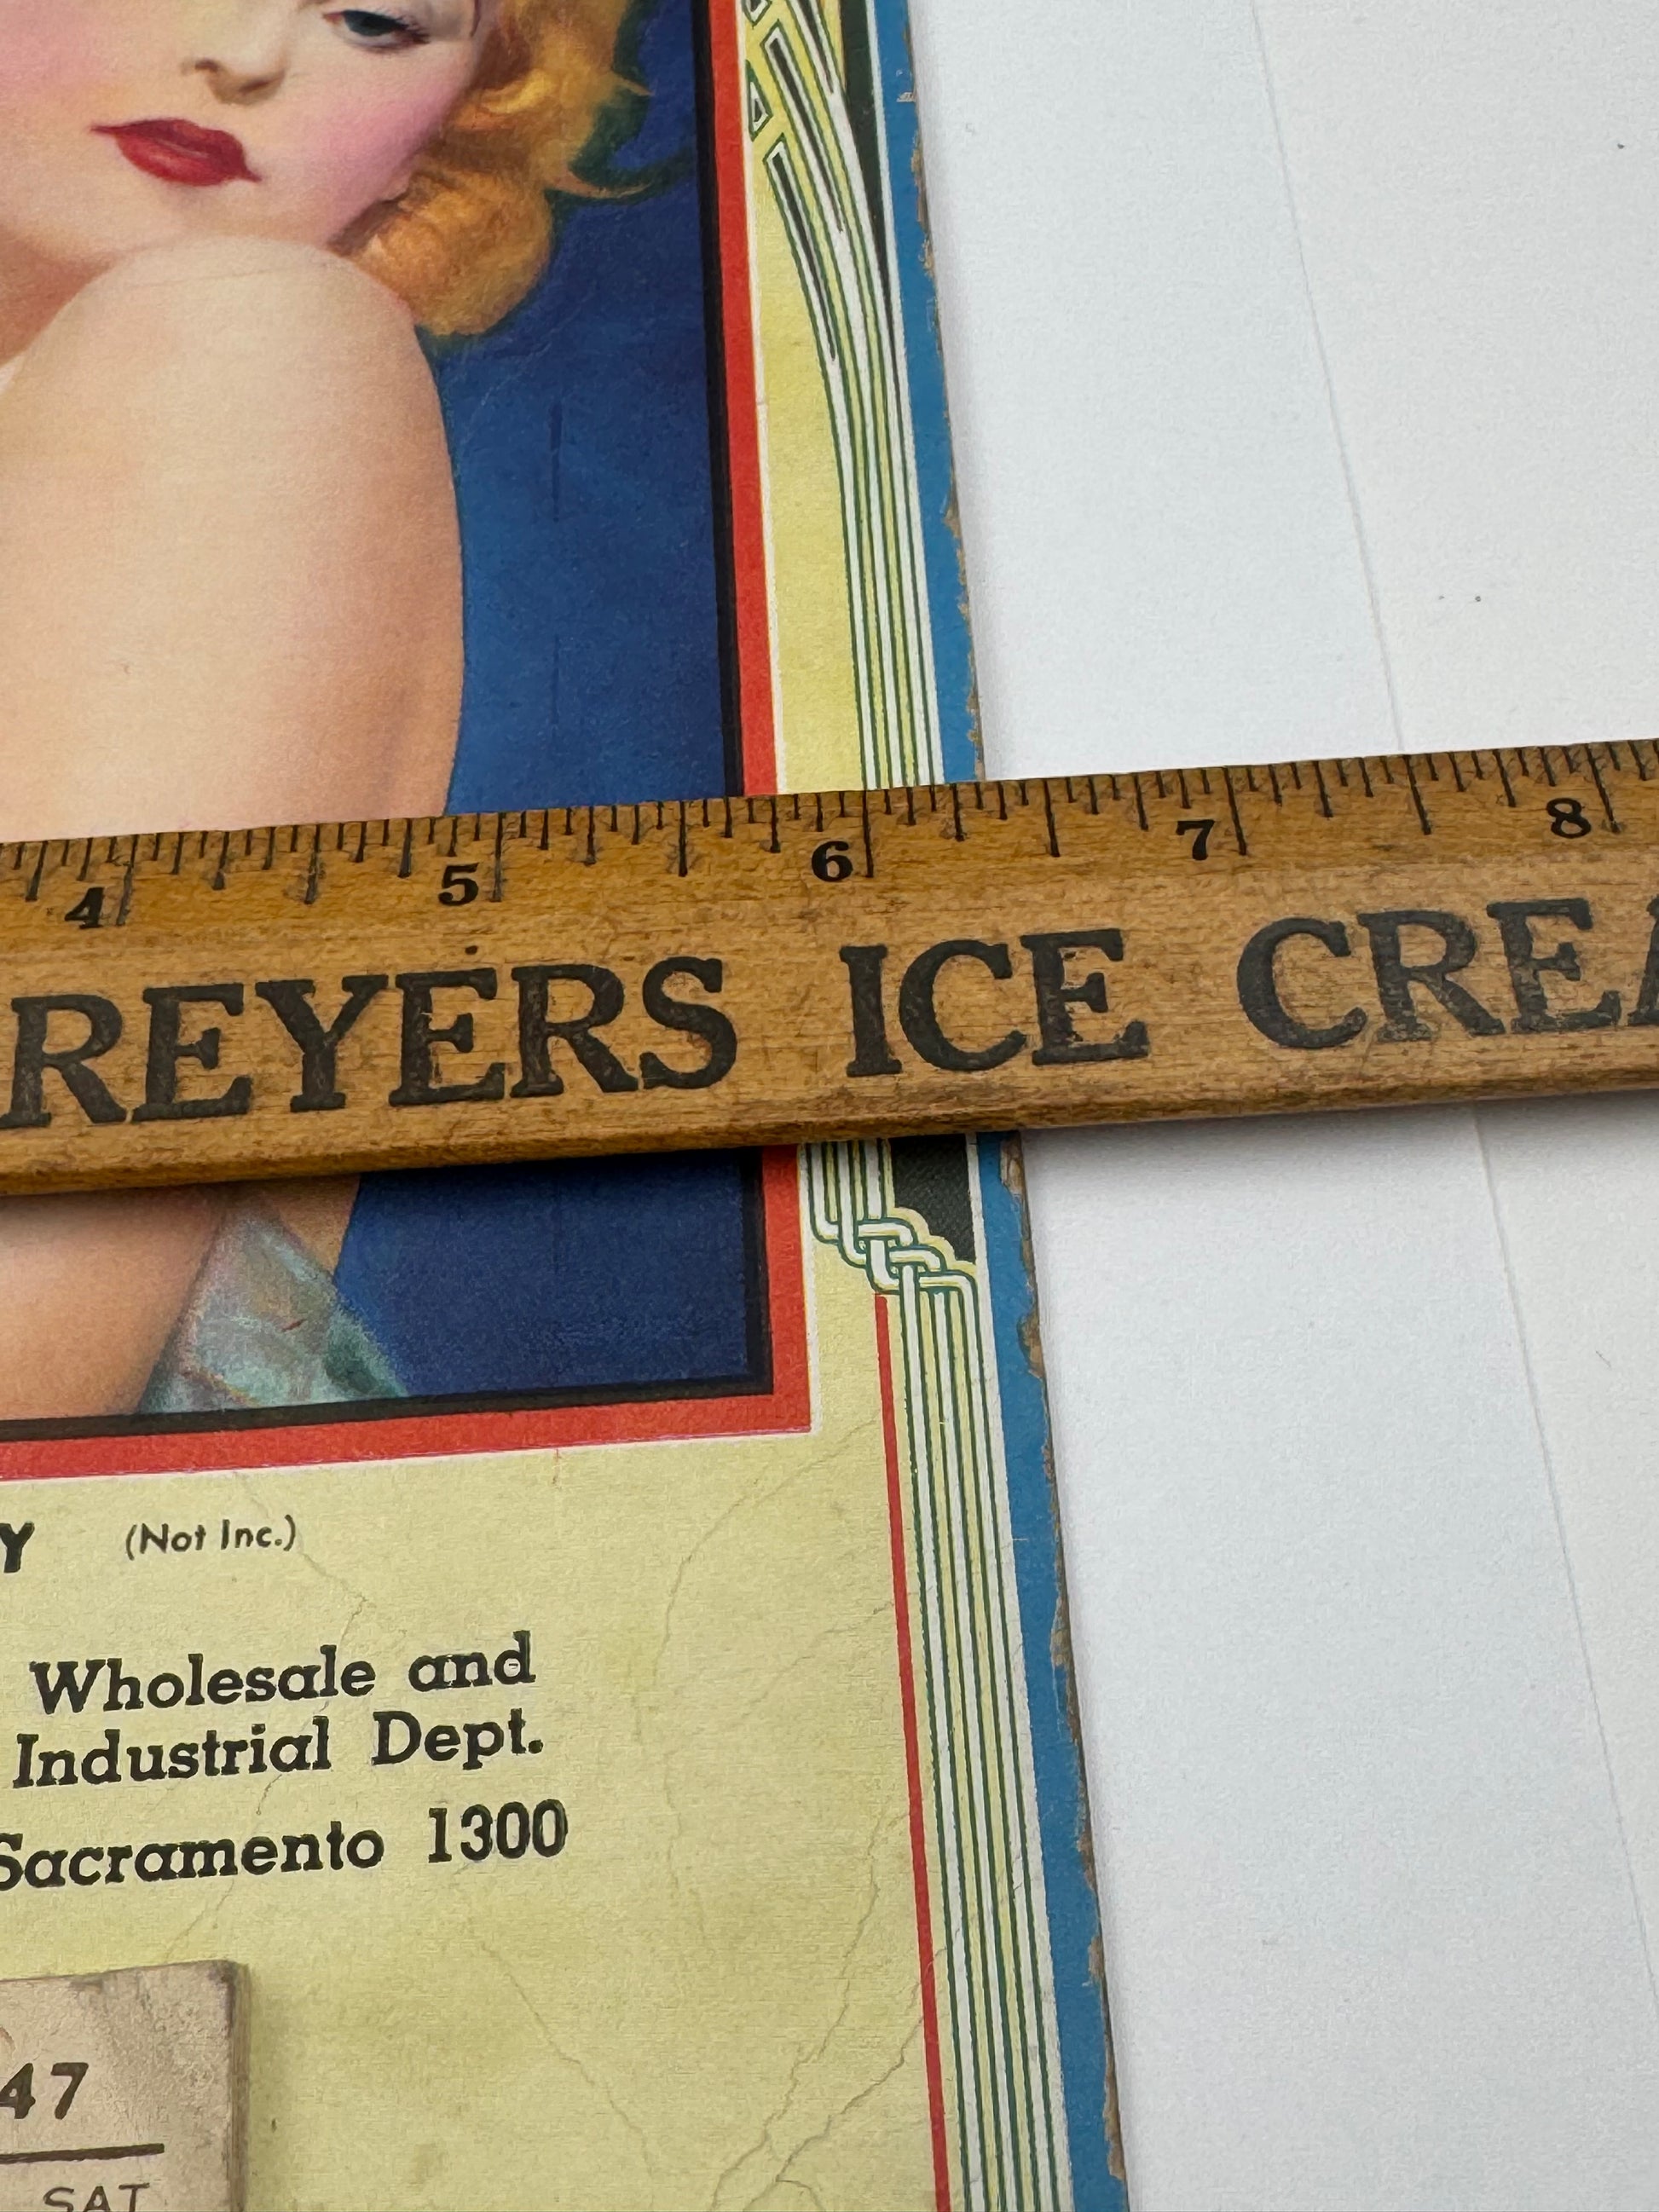 4 5 6 7 8
REYERS ICE CREA
Y (Not Inc.)
Wholesale and
Industrial Dept.
Sacramento 1300
47
SAT